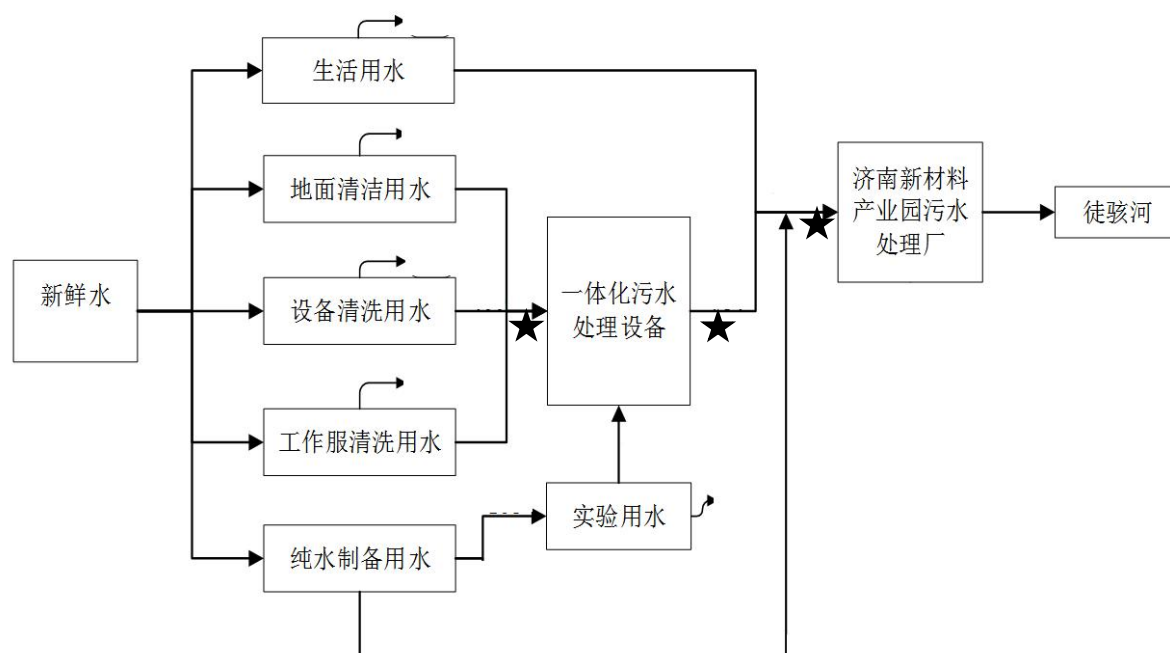 生活用水
地面清洁用水
济南新材料
产业园污水
处理厂
徒骇河
新鲜水
设备清洗用水
一体化污水
处理设备
工作服清洗用水
实验用水
纯水制备用水